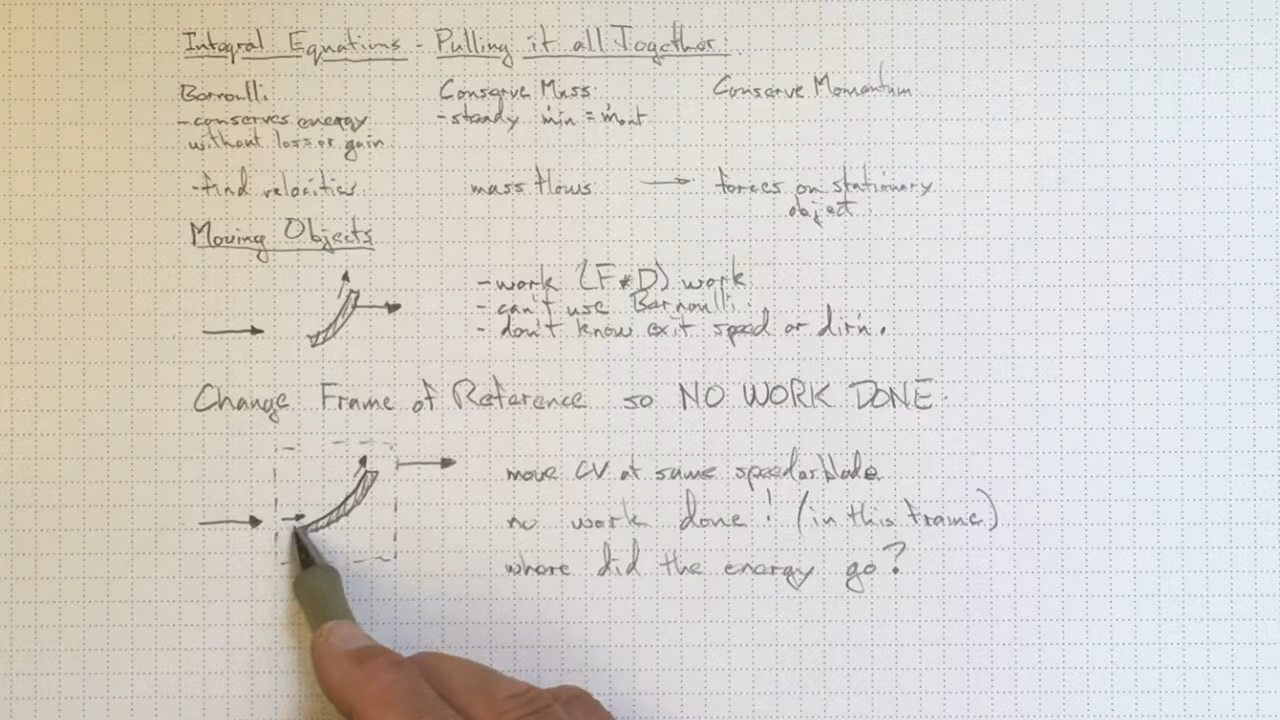 Integral Equations - Pulling it all Together.
Bernoulli Conserve Mass: Conserve Momentum
- conserves energy - steady ṁin = ṁout
without loss or gain.
- find velocities mass flows → forces on stationary
object.
Moving Objects
- work (F*D) work
- can't use Bernoulli.
- don't know exit speed or dir'n.
Change Frame of Reference so NO WORK DONE.
move CV at same speed as blade
no work done! (in this frame)
where did the energy go?